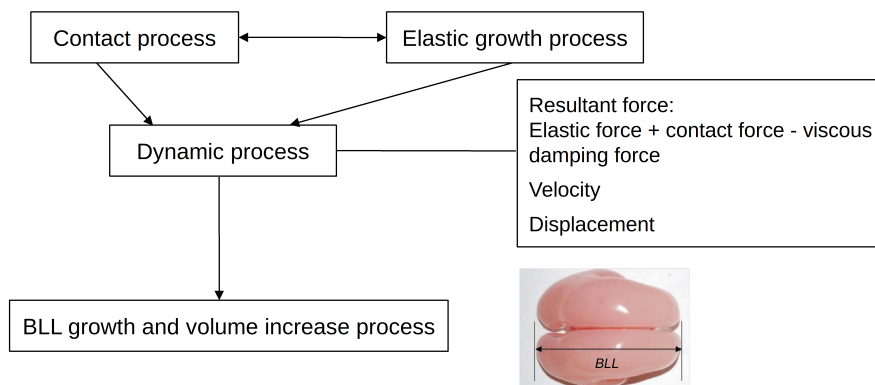 Contact process
Elastic growth process
Dynamic process
Resultant force:
Elastic force + contact force - viscous
damping force
Velocity
Displacement
BLL growth and volume increase process
BLL